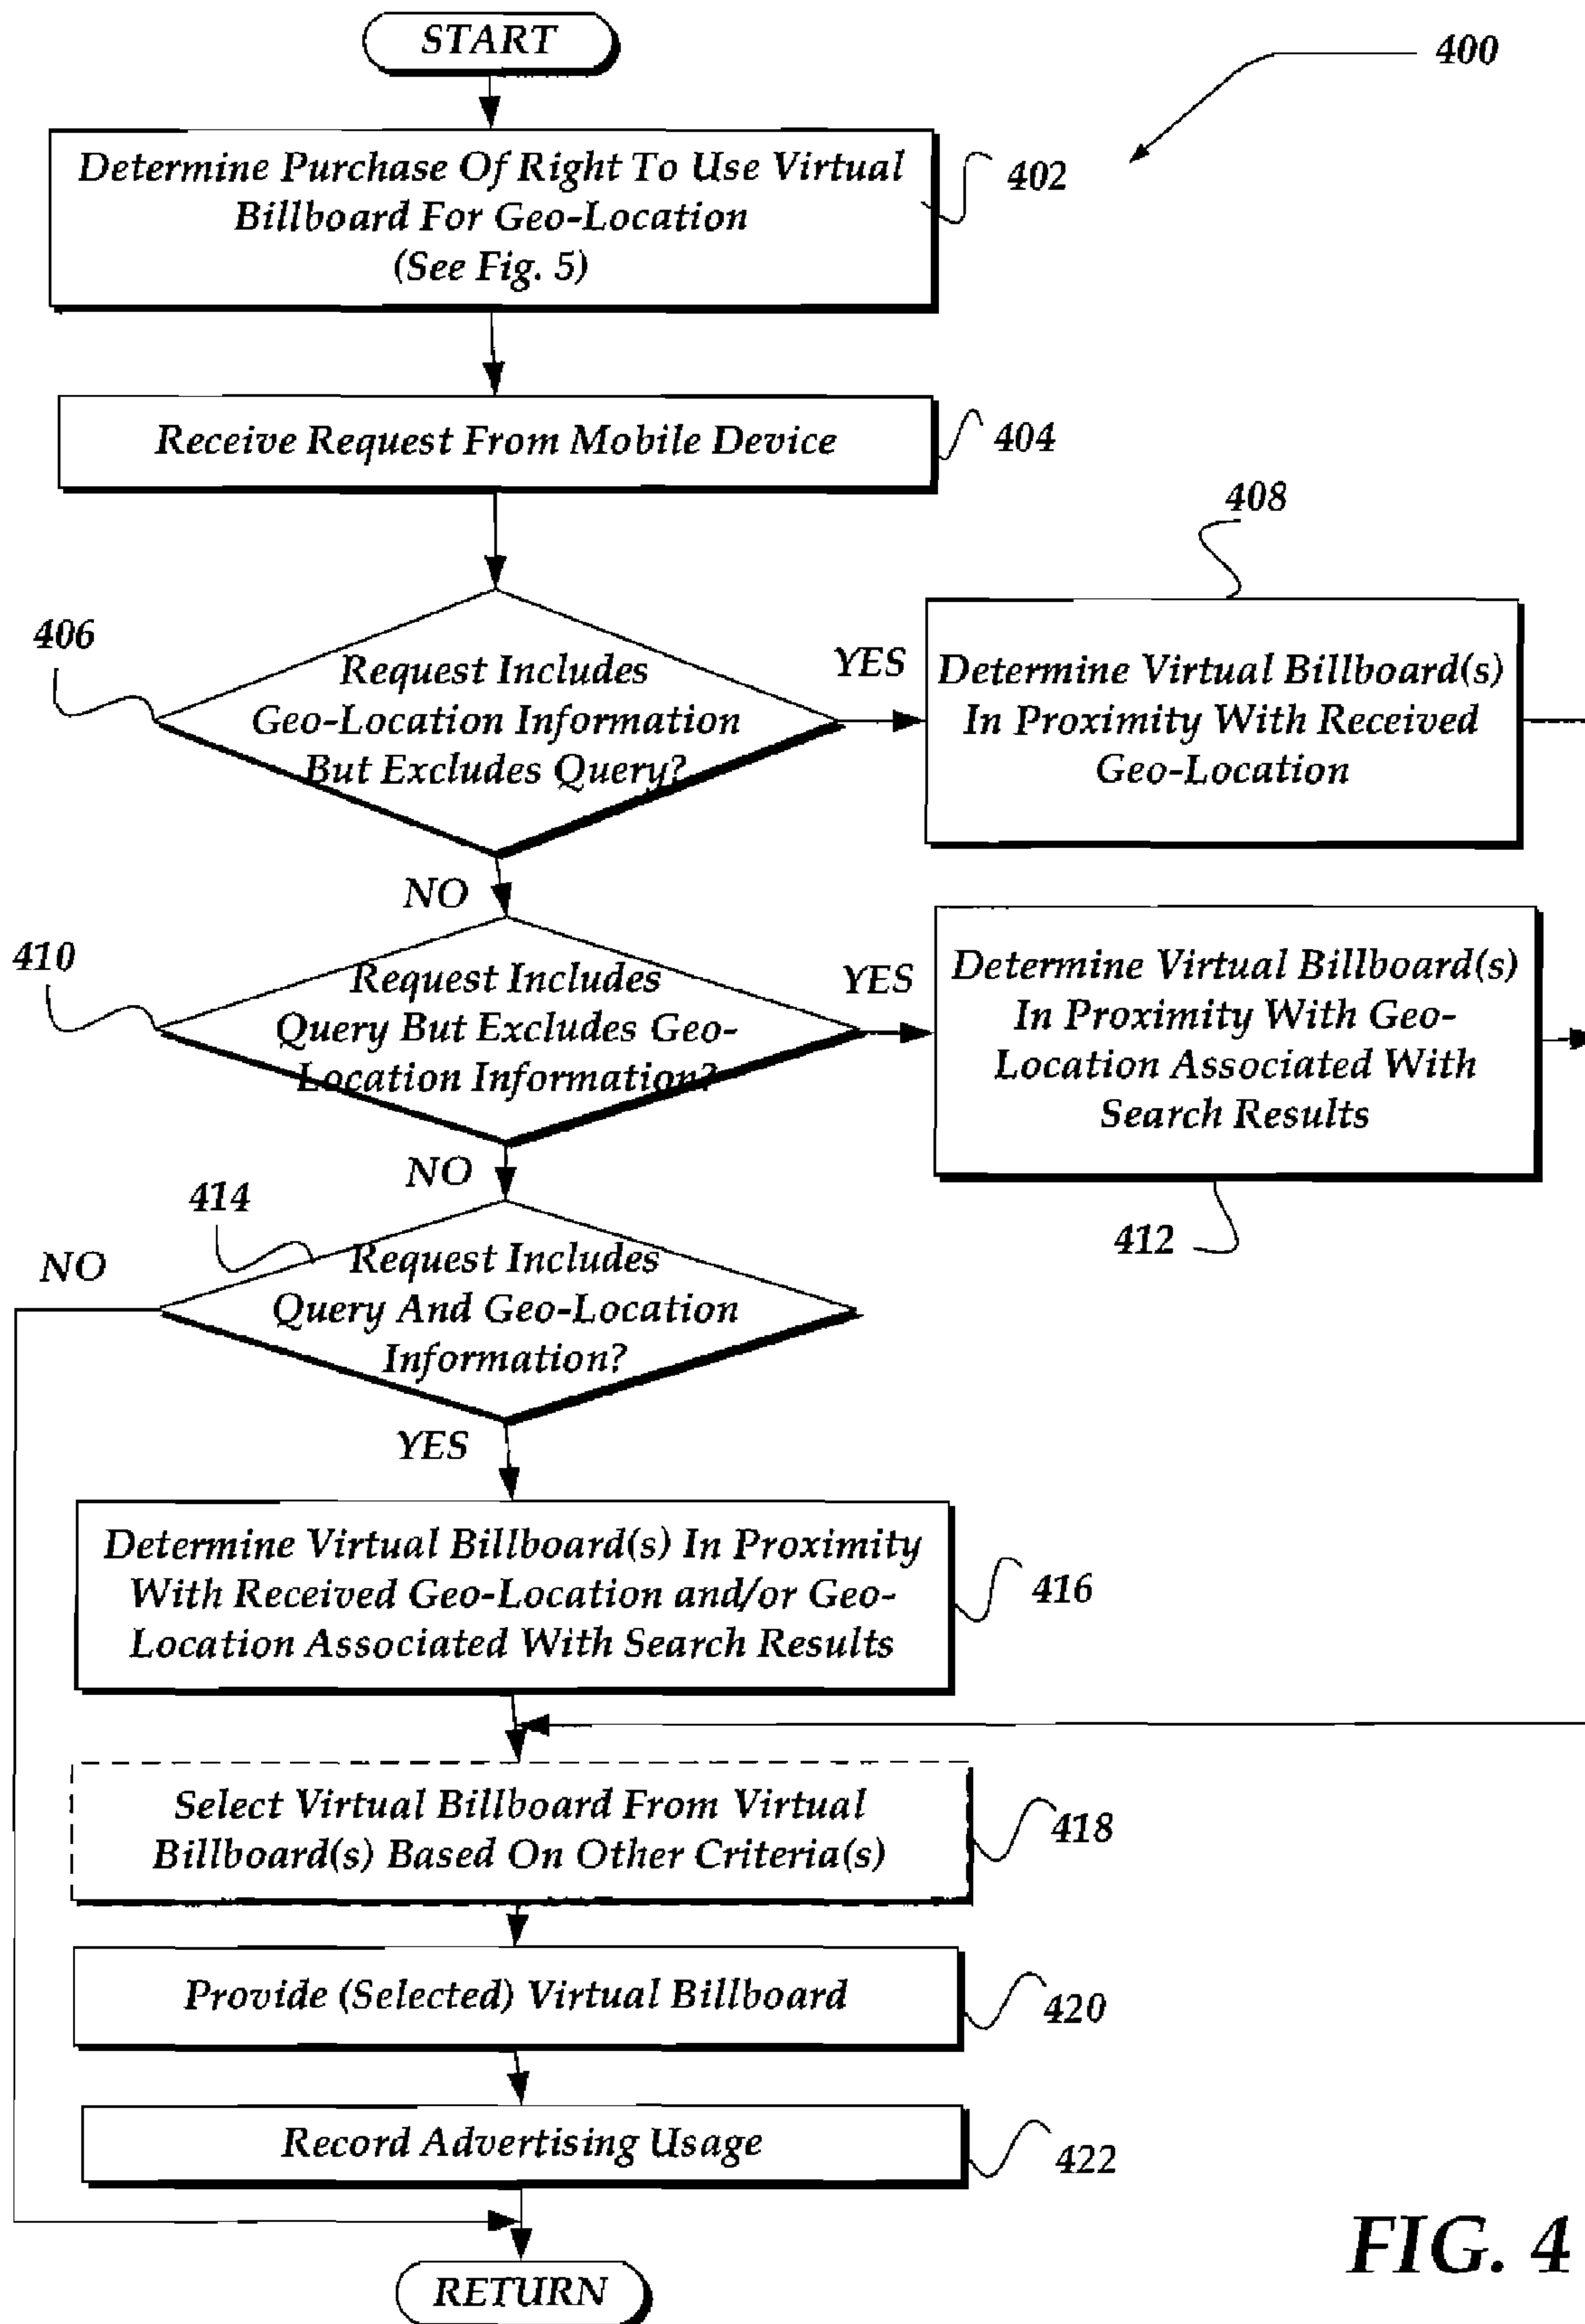 START
400
Determine Purchase Of Right To Use Virtual
Billboard For Geo-Location
(See Fig. 5)
402
Receive Request From Mobile Device
404
408
406
Request Includes
Geo-Location Information
But Excludes Query?
YES
Determine Virtual Billboard(s)
In Proximity With Received
Geo-Location
NO
410
Request Includes
Query But Excludes Geo-
Location Information?
YES
Determine Virtual Billboard(s)
In Proximity With Geo-
Location Associated With
Search Results
412
NO
414
NO
Request Includes
Query And Geo-Location
Information?
YES
Determine Virtual Billboard(s) In Proximity
With Received Geo-Location and/or Geo-
Location Associated With Search Results
416
Select Virtual Billboard From Virtual
Billboard(s) Based On Other Criteria(s)
418
Provide (Selected) Virtual Billboard
420
Record Advertising Usage
422
RETURN
FIG. 4